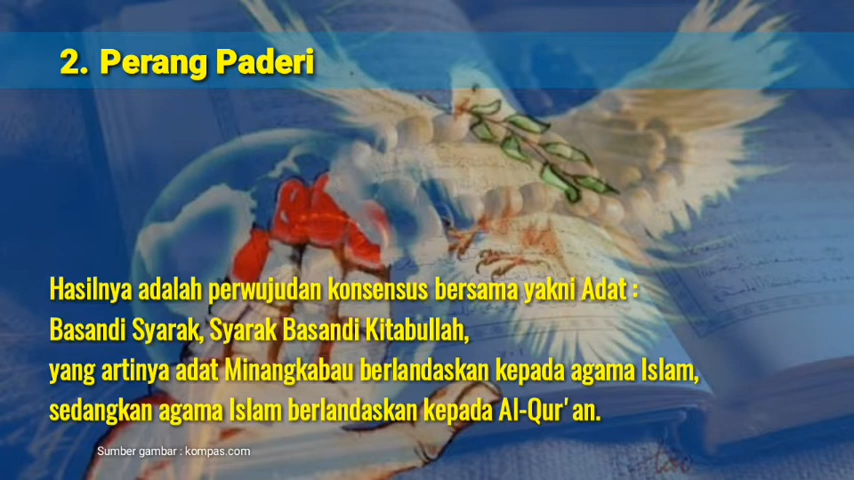 2. Perang Paderi
Hasilnya adalah perwujudan konsensus bersama yakni Adat :
Basandi Syarak, Syarak Basandi Kitabullah,
yang artinya adat Minangkabau berlandaskan kepada agama Islam,
sedangkan agama Islam berlandaskan kepada Al-Qur'an.
Sumber gambar : kompas.com